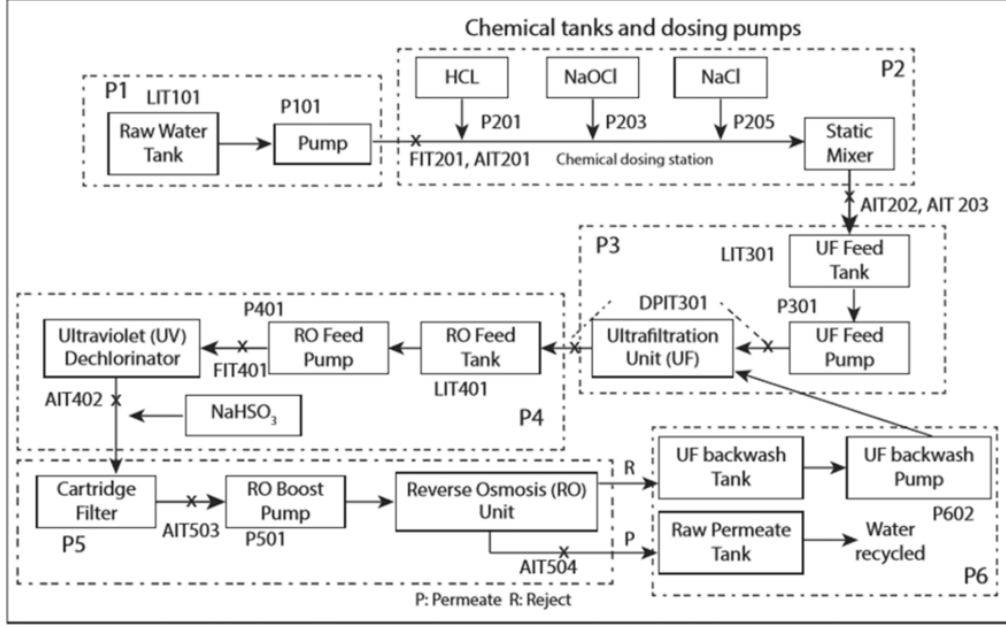 Chemical tanks and dosing pumps
P1
LIT101
Raw Water
Tank
P101
Pump
P2
HCL
NaOCl
NaCl
P201
P203
P205
FIT201, AIT201
Chemical dosing station
Static
Mixer
AIT202, AIT 203
P3
LIT301
UF Feed
Tank
DPIT301
P301
Ultrafiltration
Unit (UF)
UF Feed
Pump
P401
Ultraviolet (UV)
Dechlorinator
RO Feed
Pump
RO Feed
Tank
FIT401
LIT401
AIT402
NaHSO₃
P4
Cartridge
Filter
AIT503
RO Boost
Pump
P501
Reverse Osmosis (RO)
Unit
P5
AIT504
R
P
UF backwash
Tank
UF backwash
Pump
P602
Raw Permeate
Tank
Water
recycled
P6
P: Permeate R: Reject